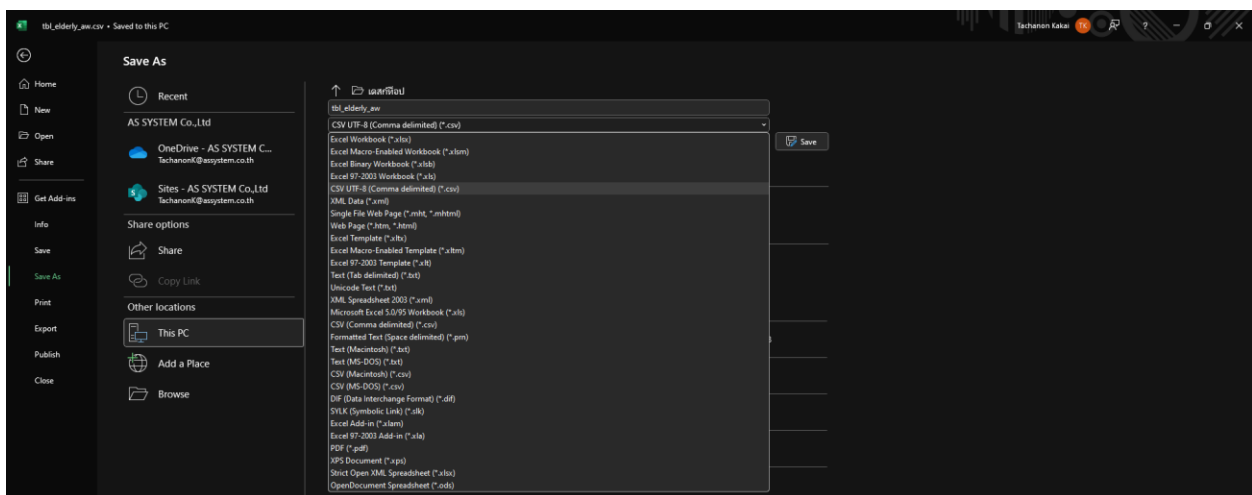 tbl_elderly_aw.csv • Saved to this PC
Tachanon Kakai
TK
?
Home
New
Open
Share
Get Add-ins
Info
Save
Save As
Print
Export
Publish
Close
Save As
Recent
AS SYSTEM Co.,Ltd
OneDrive - AS SYSTEM C...
TachanonK@assystem.co.th
Sites - AS SYSTEM Co.,Ltd
TachanonK@assystem.co.th
Share options
Share
Copy Link
Other locations
This PC
Add a Place
Browse
เดสก์ท็อป
tbl_elderly_aw
CSV UTF-8 (Comma delimited) (*.csv)
Save
Excel Workbook (*.xlsx)
Excel Macro-Enabled Workbook (*.xlsm)
Excel Binary Workbook (*.xlsb)
Excel 97-2003 Workbook (*.xls)
CSV UTF-8 (Comma delimited) (*.csv)
XML Data (*.xml)
Single File Web Page (*.mht, *.mhtml)
Web Page (*.htm, *.html)
Excel Template (*.xltx)
Excel Macro-Enabled Template (*.xltm)
Excel 97-2003 Template (*.xlt)
Text (Tab delimited) (*.txt)
Unicode Text (*.txt)
XML Spreadsheet 2003 (*.xml)
Microsoft Excel 5.0/95 Workbook (*.xls)
CSV (Comma delimited) (*.csv)
Formatted Text (Space delimited) (*.prn)
Text (Macintosh) (*.txt)
Text (MS-DOS) (*.txt)
CSV (Macintosh) (*.csv)
CSV (MS-DOS) (*.csv)
DIF (Data Interchange Format) (*.dif)
SYLK (Symbolic Link) (*.slk)
Excel Add-in (*.xlam)
Excel 97-2003 Add-in (*.xla)
PDF (*.pdf)
XPS Document (*.xps)
Strict Open XML Spreadsheet (*.xlsx)
OpenDocument Spreadsheet (*.ods)